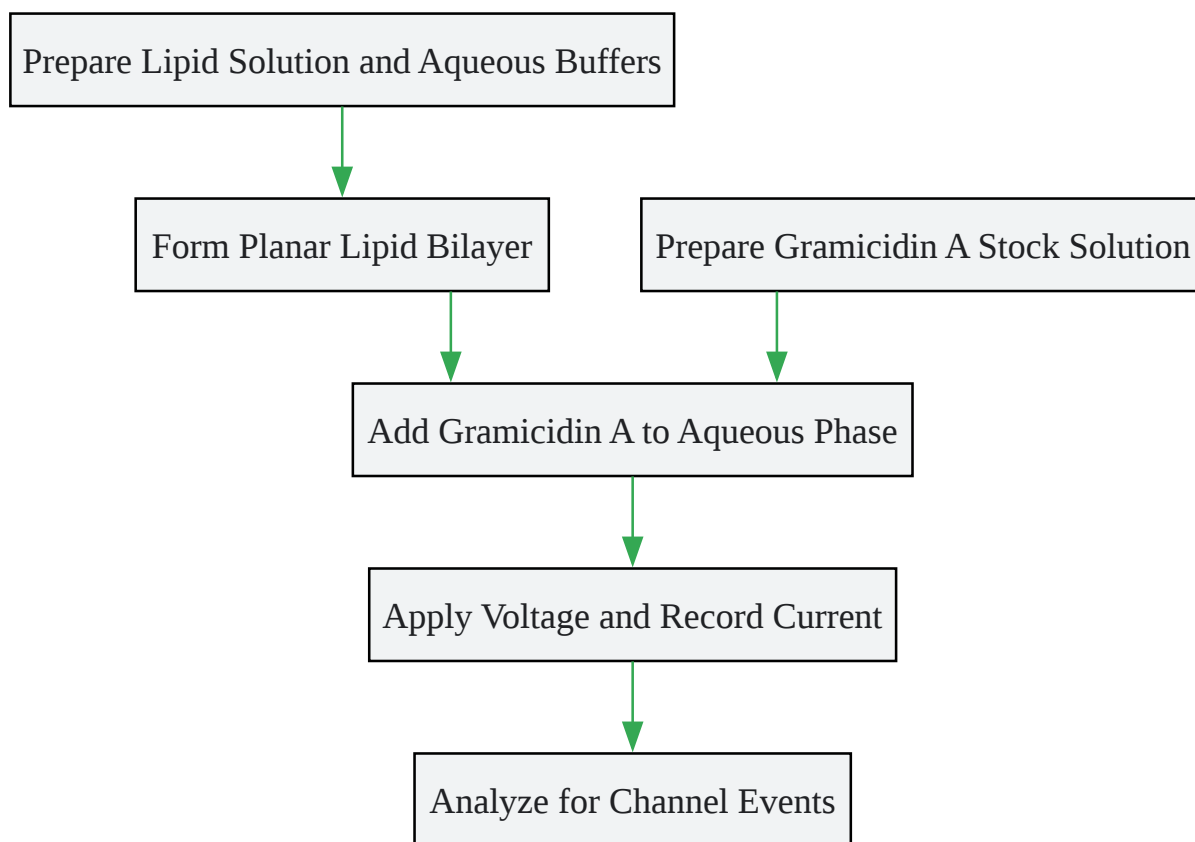 Prepare Lipid Solution and Aqueous Buffers
Form Planar Lipid Bilayer
Prepare Gramicidin A Stock Solution
Add Gramicidin A to Aqueous Phase
Apply Voltage and Record Current
Analyze for Channel Events